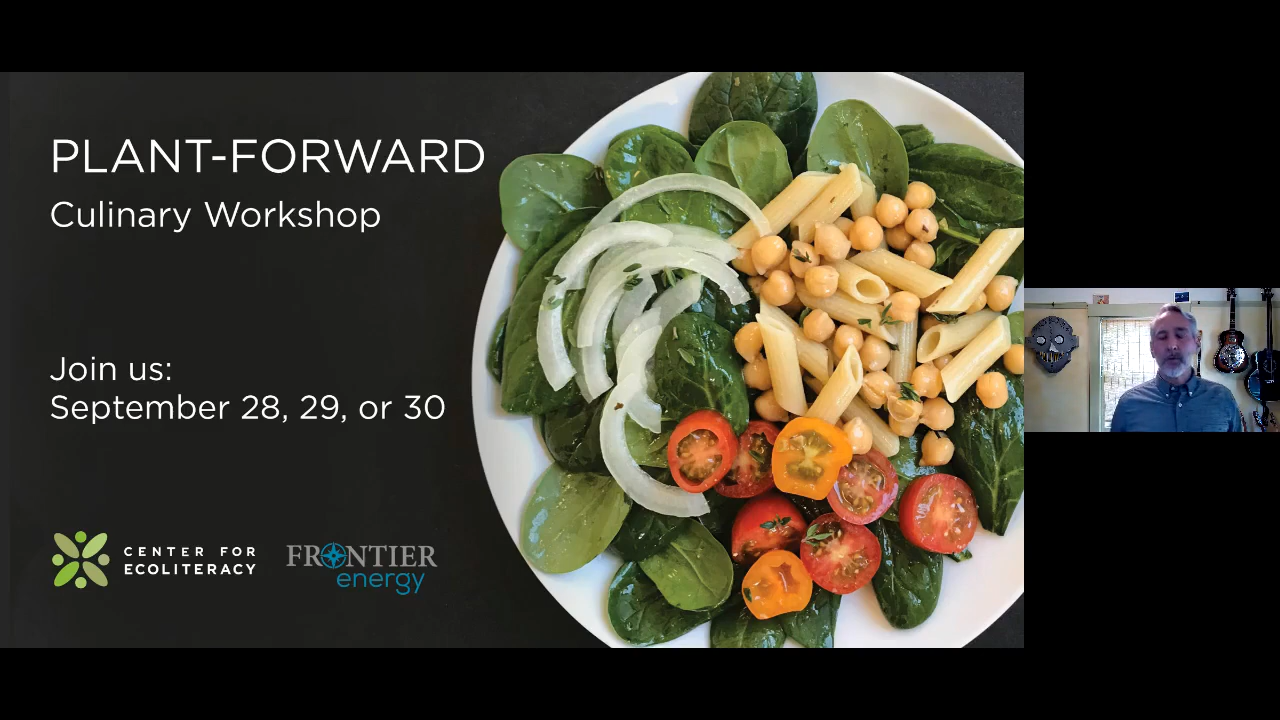 PLANT-FORWARD
Culinary Workshop
Join us:
September 28, 29, or 30
CENTER FOR
ECOLITERACY
FRONTIER
energy